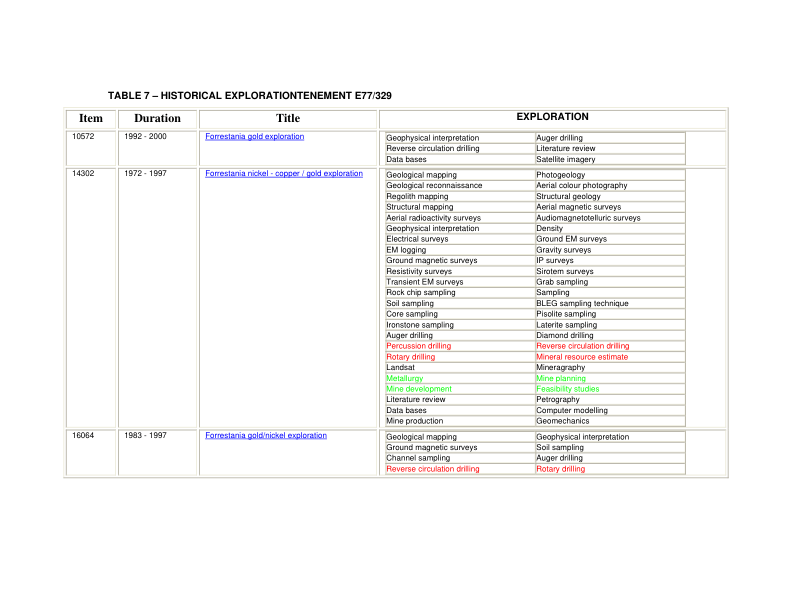 TABLE 7 – HISTORICAL EXPLORATIONTENEMENT E77/329
Item Duration Title EXPLORATION
10572 1992 - 2000 Forrestania gold exploration Geophysical interpretation Auger drilling
Reverse circulation drilling Literature review
Data bases Satellite imagery
14302 1972 - 1997 Forrestania nickel - copper / gold exploration Geological mapping Photogeology
Geological reconnaissance Aerial colour photography
Regolith mapping Structural geology
Structural mapping Aerial magnetic surveys
Aerial radioactivity surveys Audiomagnetotelluric surveys
Geophysical interpretation Density
Electrical surveys Ground EM surveys
EM logging Gravity surveys
Ground magnetic surveys IP surveys
Resistivity surveys Sirotem surveys
Transient EM surveys Grab sampling
Rock chip sampling Sampling
Soil sampling BLEG sampling technique
Core sampling Pisolite sampling
Ironstone sampling Laterite sampling
Auger drilling Diamond drilling
Percussion drilling Reverse circulation drilling
Rotary drilling Mineral resource estimate
Landsat Mineragraphy
Metallurgy Mine planning
Mine development Feasibility studies
Literature review Petrography
Data bases Computer modelling
Mine production Geomechanics
16064 1983 - 1997 Forrestania gold/nickel exploration Geological mapping Geophysical interpretation
Ground magnetic surveys Soil sampling
Channel sampling Auger drilling
Reverse circulation drilling Rotary drilling